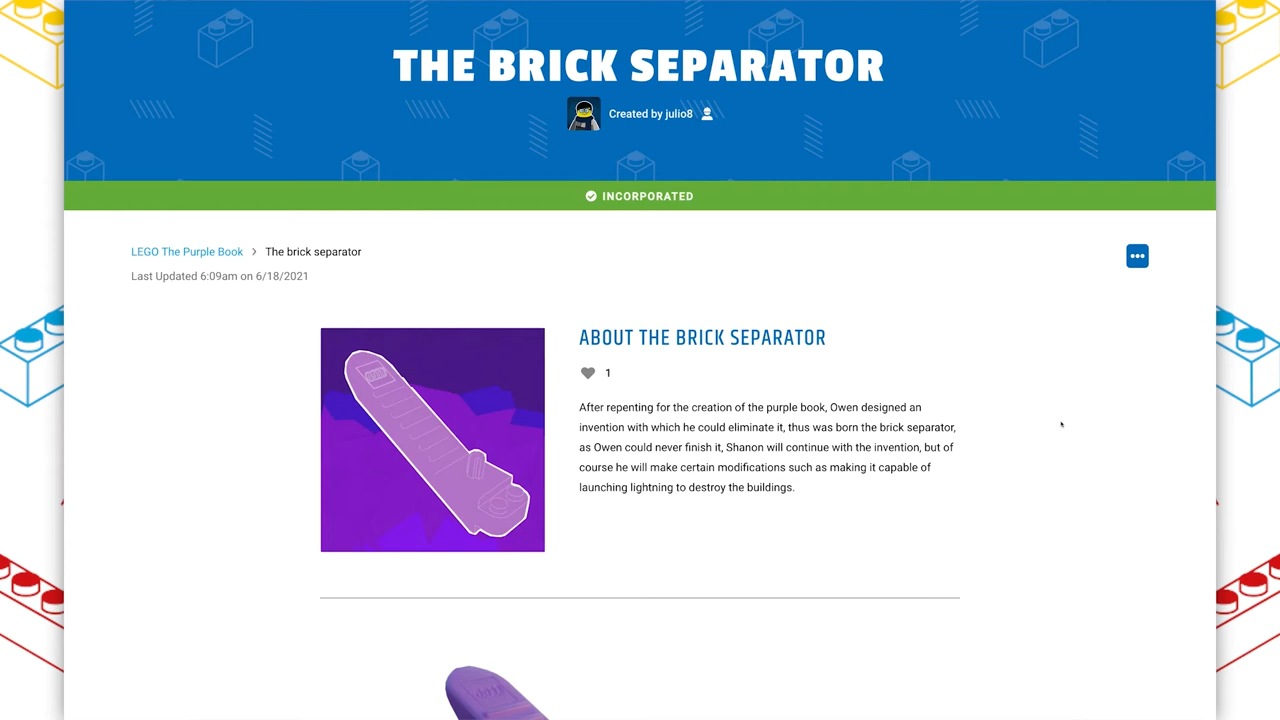 THE BRICK SEPARATOR
Created by julio8
INCORPORATED
LEGO The Purple Book > The brick separator
Last Updated 6:09am on 6/18/2021
ABOUT THE BRICK SEPARATOR
1
After repenting for the creation of the purple book, Owen designed an
invention with which he could eliminate it, thus was born the brick separator,
as Owen could never finish it, Shanon will continue with the invention, but of
course he will make certain modifications such as making it capable of
launching lightning to destroy the buildings.